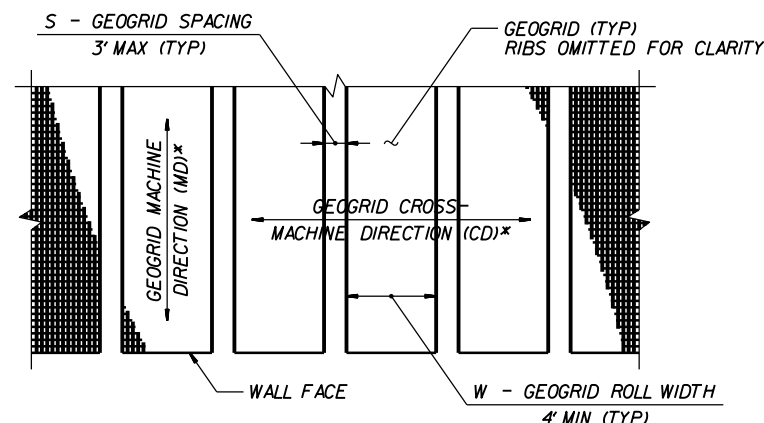 S - GEOGRID SPACING
3' MAX (TYP)
GEOGRID (TYP)
RIBS OMITTED FOR CLARITY
GEOGRID MACHINE
DIRECTION (MD)*
GEOGRID CROSS-
MACHINE DIRECTION (CD)*
WALL FACE
W - GEOGRID ROLL WIDTH
4' MIN (TYP)